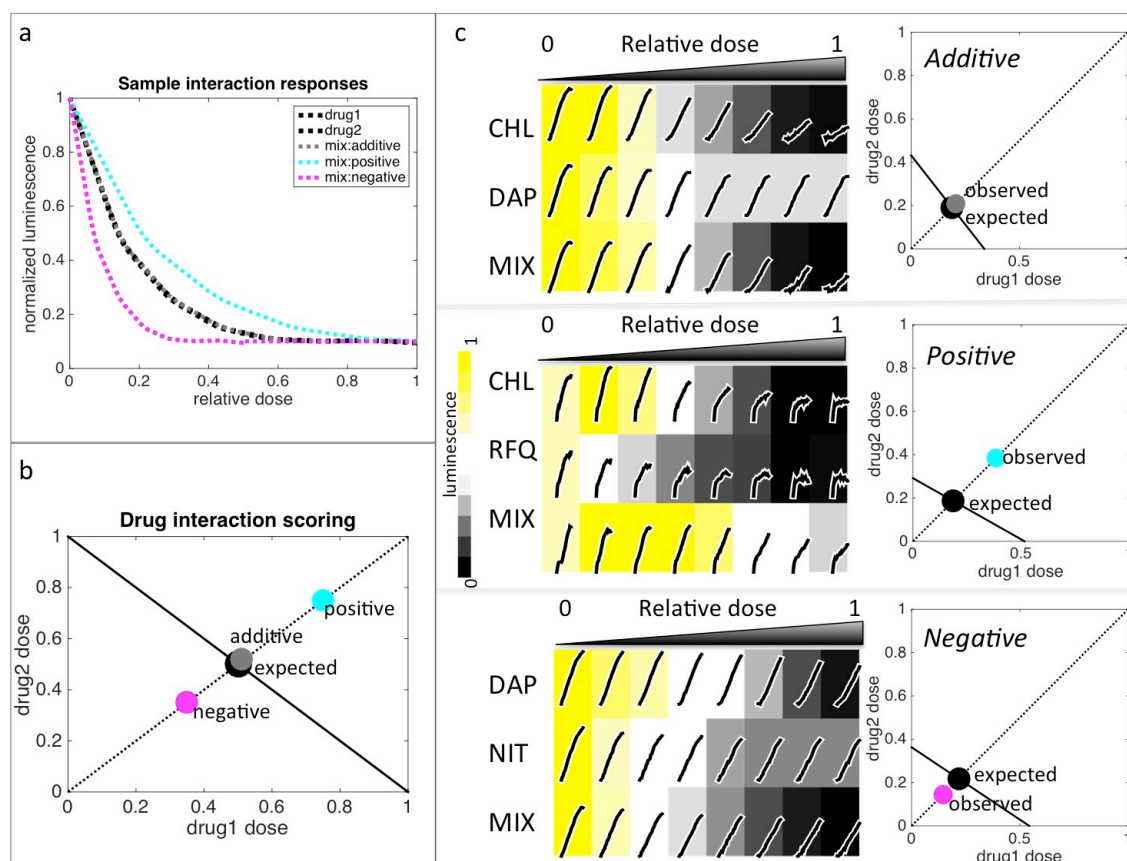 a
Sample interaction responses
drug1
drug2
mix:additive
mix:positive
mix:negative
normalized luminescence
1
0.8
0.6
0.4
0.2
0
0 0.2 0.4 0.6 0.8 1
relative dose
b
Drug interaction scoring
drug2 dose
1
0.8
0.6
0.4
0.2
0
positive
additive
expected
negative
0 0.2 0.4 0.6 0.8 1
drug1 dose
c
0 Relative dose 1
CHL
DAP
MIX
Additive
drug2 dose
1
0.8
0.6
0.4
0.2
0
observed
expected
0 0.5 1
drug1 dose
0 Relative dose 1
CHL
RFQ
MIX
1
luminescence
0
Positive
drug2 dose
1
0.8
0.6
0.4
0.2
0
observed
expected
0 0.5 1
drug1 dose
0 Relative dose 1
DAP
NIT
MIX
Negative
drug2 dose
1
0.8
0.6
0.4
0.2
0
expected
observed
0 0.5 1
drug1 dose